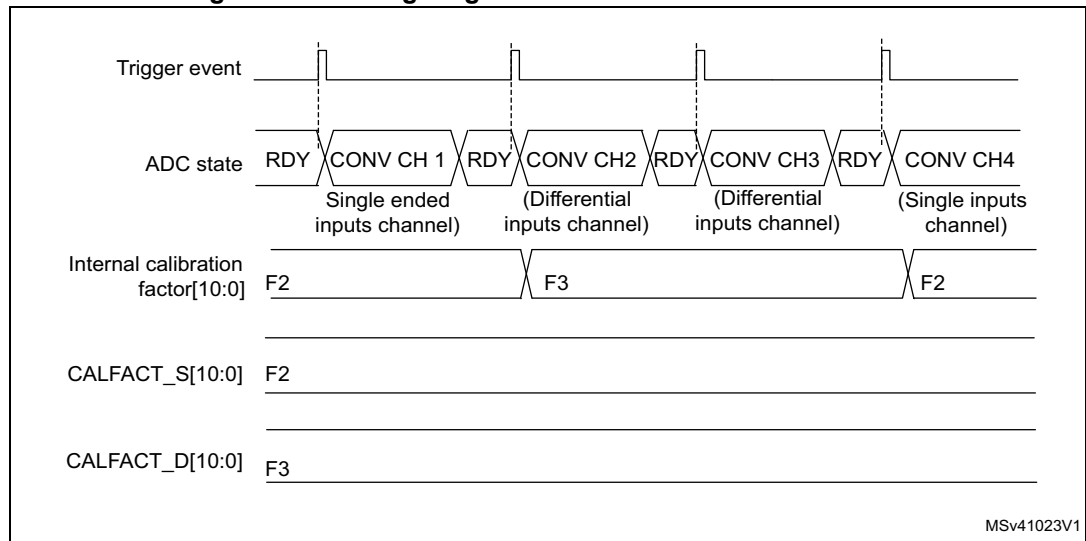 Trigger event
ADC state
RDY CONV CH 1 RDY CONV CH2 RDY CONV CH3 RDY CONV CH4
Single ended
inputs channel)
(Differential
inputs channel)
(Differential
inputs channel)
(Single inputs
channel)
Internal calibration
factor[10:0]
F2 F3 F2
CALFACT_S[10:0] F2
CALFACT_D[10:0] F3
MSv41023V1